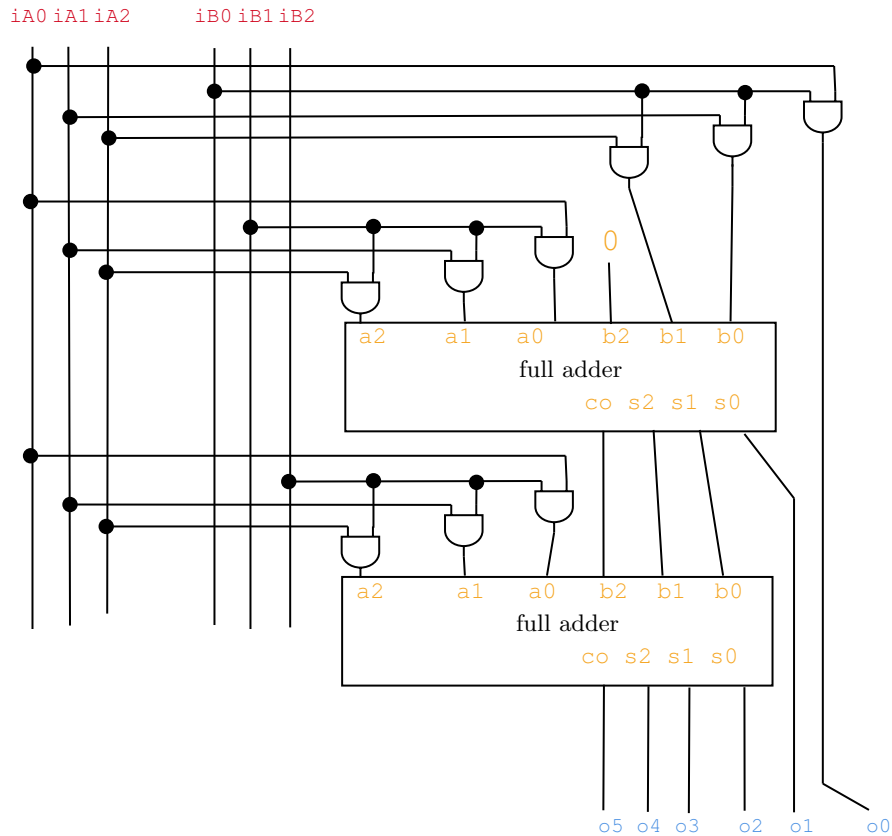 iA0 iA1 iA2 iB0 iB1 iB2
0
a2 a1 a0 b2 b1 b0
full adder
co s2 s1 s0
a2 a1 a0 b2 b1 b0
full adder
co s2 s1 s0
o5 o4 o3 o2 o1 o0